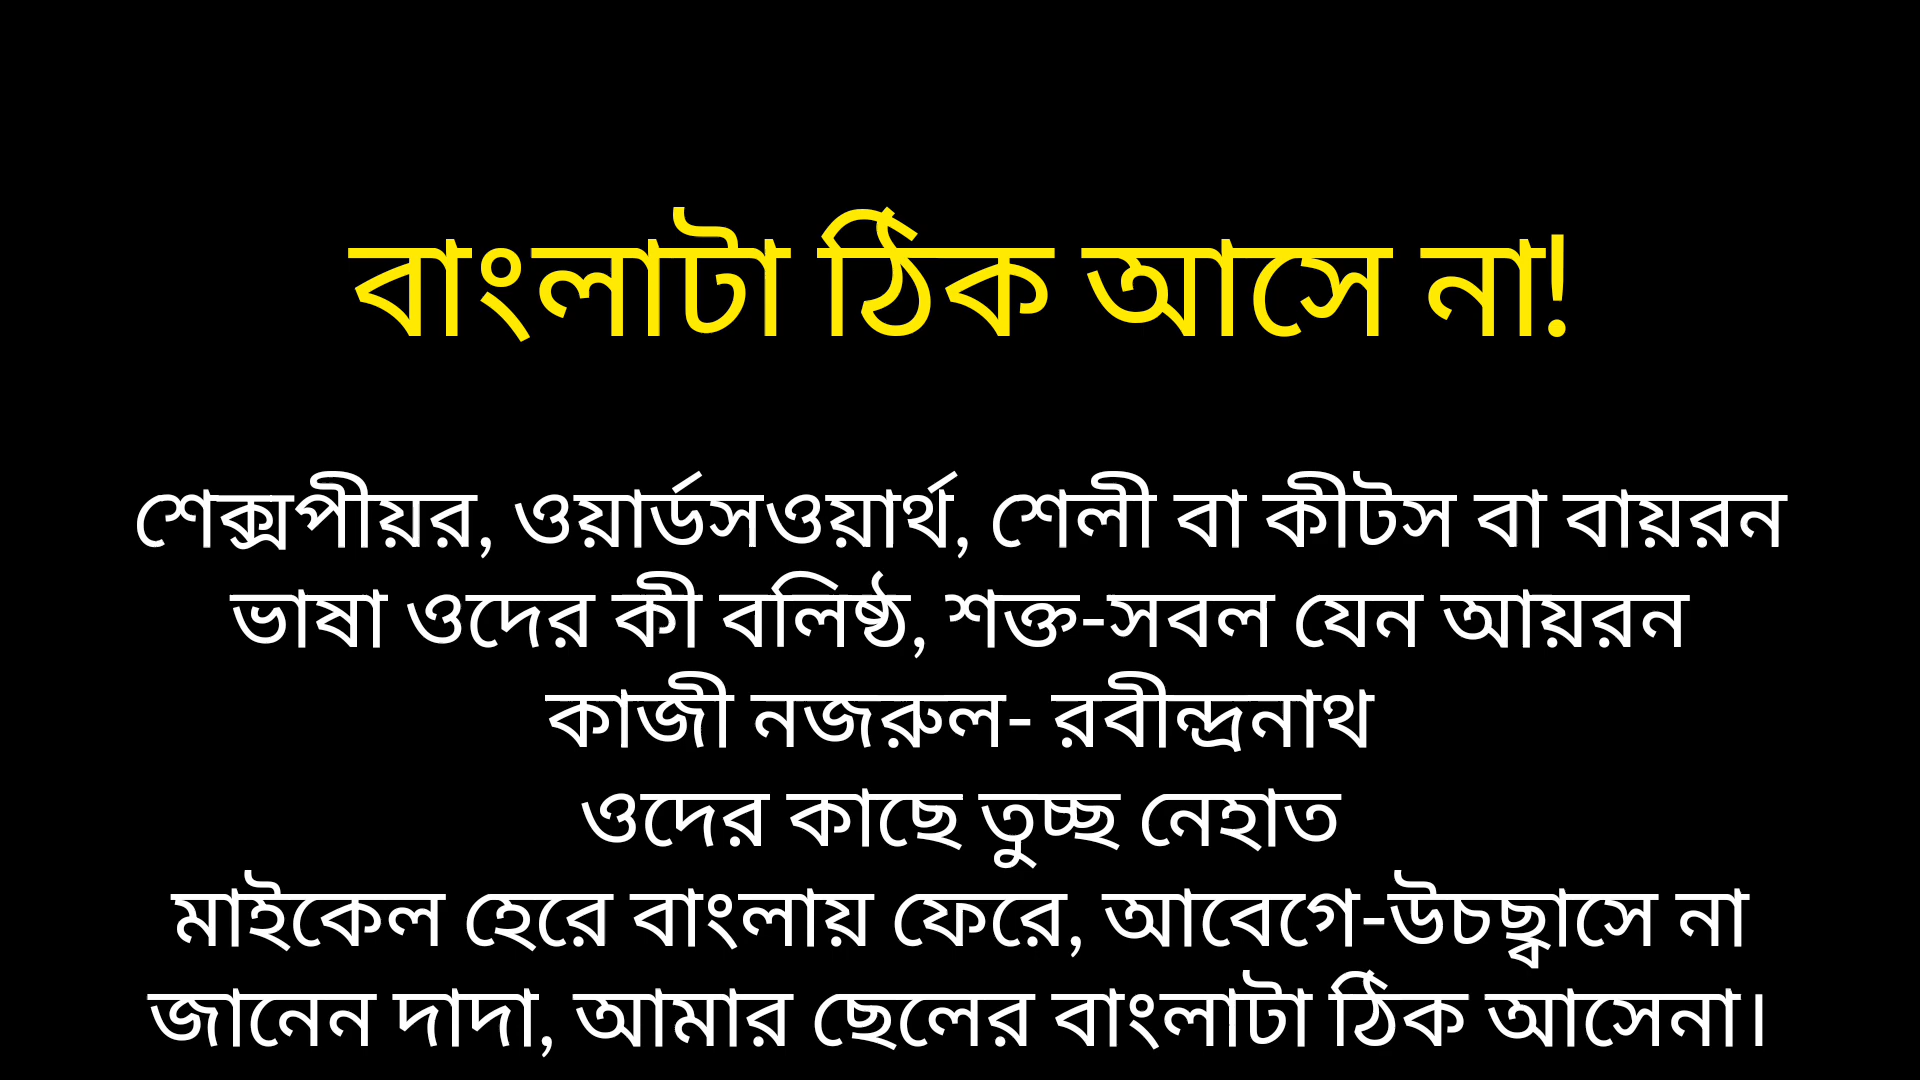 বাংলাটা ঠিক আসে না!
শেক্সপীয়র, ওয়ার্ডসওয়ার্থ, শেলী বা কীটস বা বায়রন
ভাষা ওদের কী বলিষ্ঠ, শক্ত-সবল যেন আয়রন
কাজী নজরুল- রবীন্দ্রনাথ
ওদের কাছে তুচ্ছ নেহাত
মাইকেল হেরে বাংলায় ফেরে, আবেগে-উচছ্বাসে না
জানেন দাদা, আমার ছেলের বাংলাটা ঠিক আসেনা।